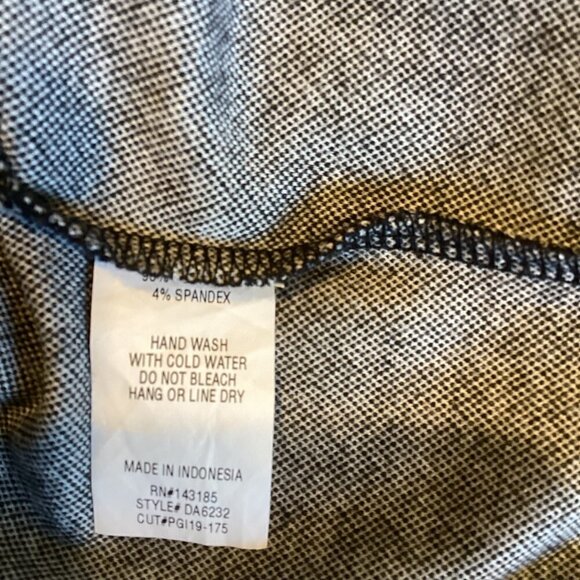 4% SPANDEX
HAND WASH
WITH COLD WATER
DO NOT BLEACH
HANG OR LINE DRY
MADE IN INDONESIA
RN#143185
STYLE# DA6232
CUT#PGI19-175